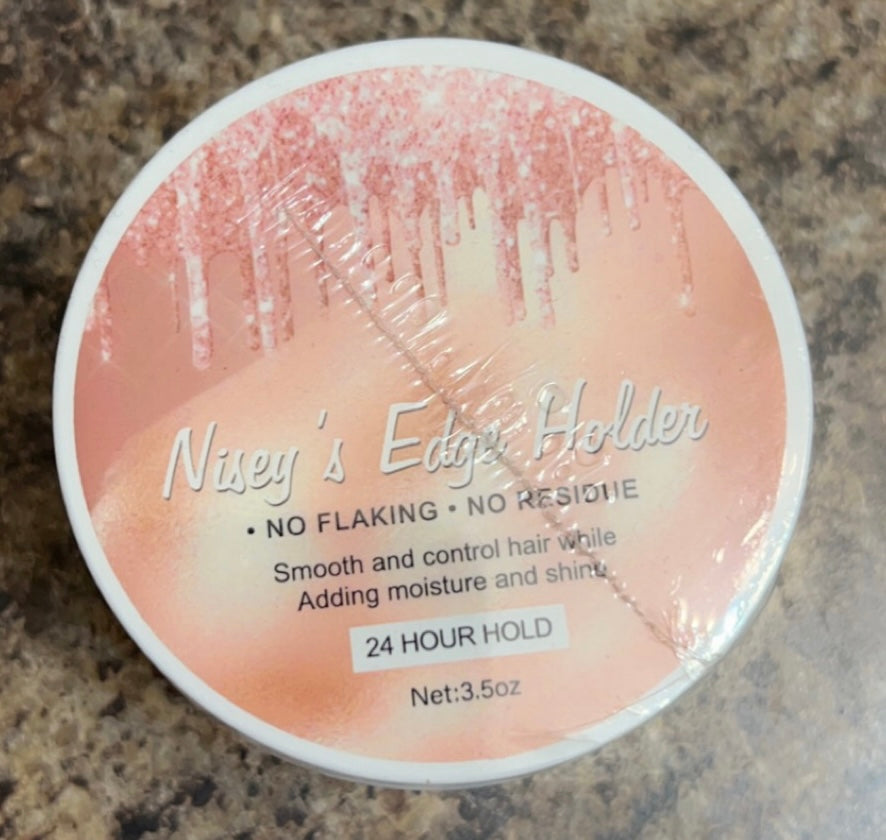 Nisey's Edge Holder
• NO FLAKING • NO RESIDUE
Smooth and control hair while
Adding moisture and shine
24 HOUR HOLD
Net:3.5oz